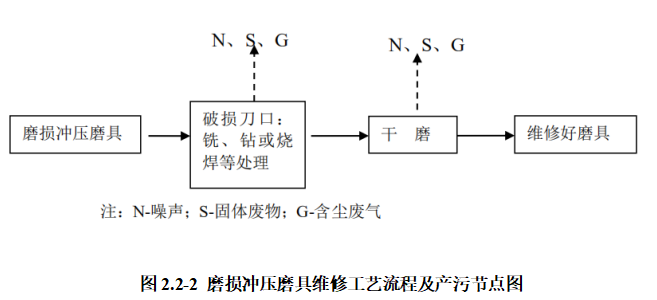 N、S、G
N、S、G
磨损冲压磨具
破损刀口：
铣、钻或烧
焊等处理
干 磨
维修好磨具
注：N-噪声；S-固体废物；G-含尘废气
图 2.2-2 磨损冲压磨具维修工艺流程及产污节点图